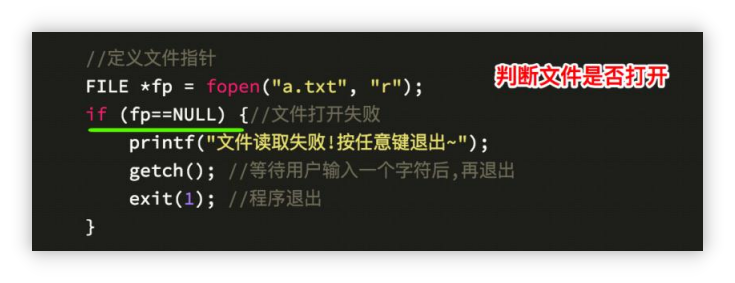 //定义文件指针
FILE *fp = fopen("a.txt", "r");
判断文件是否打开
if (fp==NULL) {//文件打开失败
printf("文件读取失败!按任意键退出~");
getch(); //等待用户输入一个字符后,再退出
exit(1); //程序退出
}